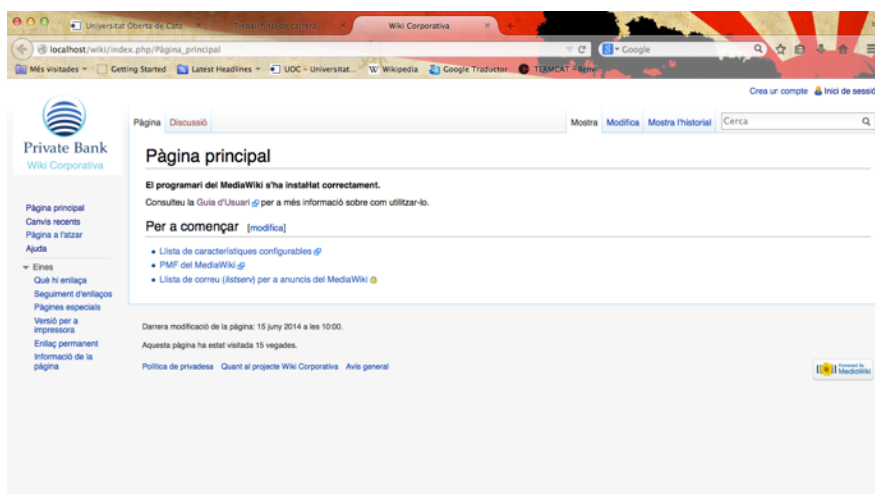 Universitat Oberta de Cata
Treball final de carrera
Wiki Corporativa
localhost/wiki/index.php/Pàgina_principal
Google
Més visitades
Getting Started
Latest Headlines
UOC – Universitat...
Wikipedia
Google Traductor
TERMCAT
Crea un compte
Inici de sessió
Private Bank
Wiki Corporativa
Pàgina
Discussió
Mostra
Modifica
Mostra l'historial
Cerca
Pàgina principal
El programari del MediaWiki s'ha instal·lat correctament.
Consulteu la Guia d'Usuari per a més informació sobre com utilitzar-lo.
Per a començar [modifica]
Llista de característiques configurables
PMF del MediaWiki
Llista de correu (listserv) per a anuncis del MediaWiki
Pàgina principal
Canvis recents
Pàgina a l'atzar
Ajuda
Eines
Què hi enllaça
Seguiment d'enllaços
Pàgines especials
Versió per a
impressora
Enllaç permanent
Informació de la
pàgina
Darrera modificació de la pàgina: 15 juny 2014 a les 10:00.
Aquesta pàgina ha estat visitada 15 vegades.
Política de privadesa
Quant al projecte Wiki Corporativa
Avís general
Powered By
MediaWiki